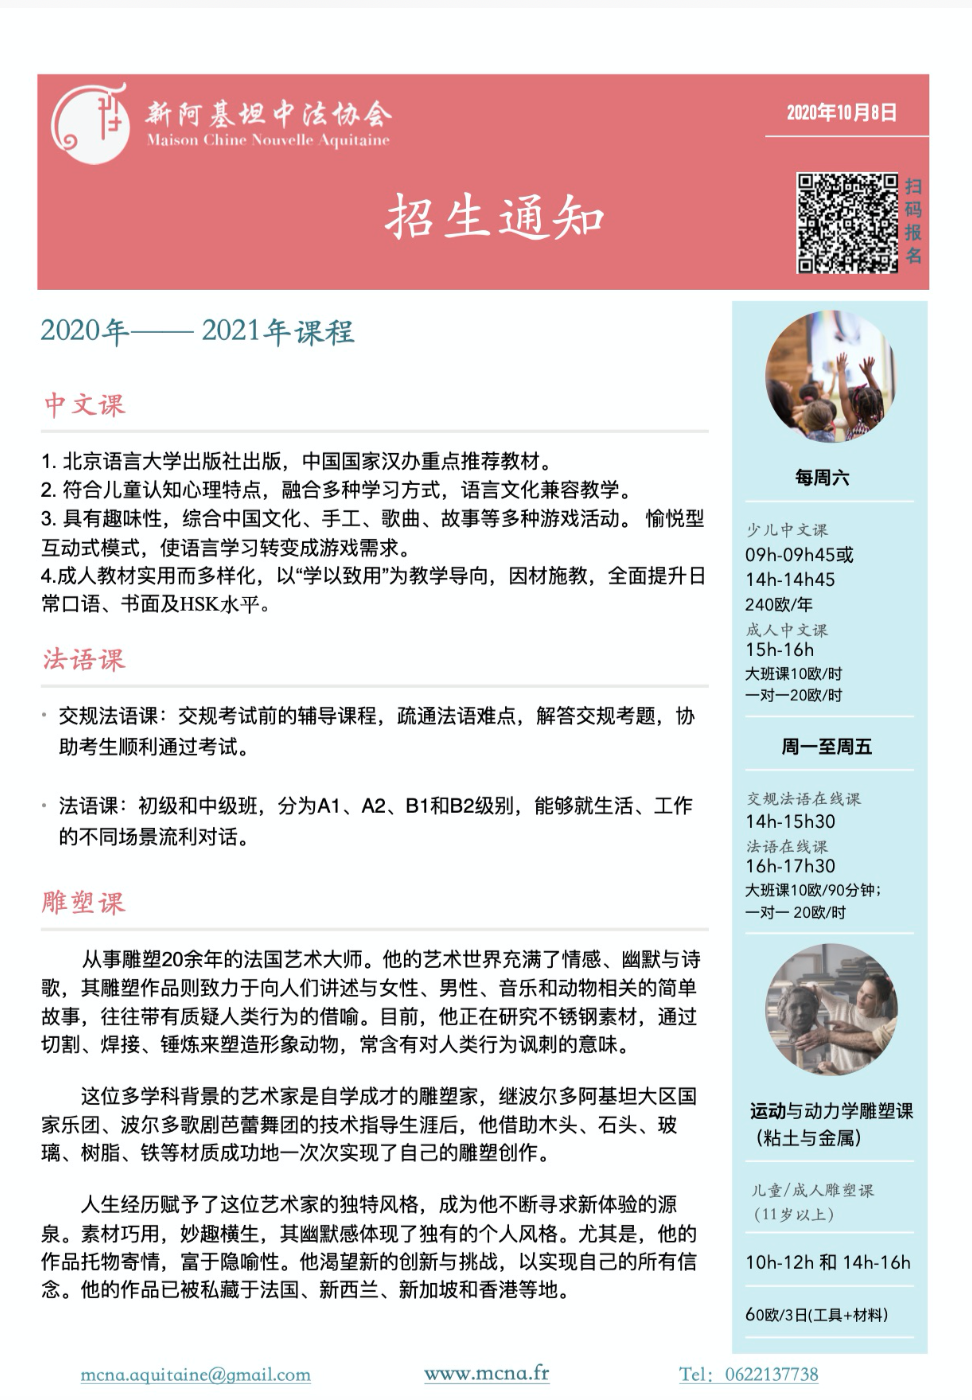 新阿基坦中法协会
Maison Chine Nouvelle Aquitaine
2020年10月8日
招生通知
扫码报名
2020年—— 2021年课程
中文课
1. 北京语言大学出版社出版，中国国家汉办重点推荐教材。
2. 符合儿童认知心理特点，融合多种学习方式，语言文化兼容教学。
3. 具有趣味性，综合中国文化、手工、歌曲、故事等多种游戏活动。 愉悦型
互动式模式，使语言学习转变成游戏需求。
4.成人教材实用而多样化，以“学以致用”为教学导向，因材施教，全面提升日
常口语、书面及HSK水平。
法语课
• 交规法语课：交规考试前的辅导课程，疏通法语难点，解答交规考题，协
助考生顺利通过考试。
• 法语课：初级和中级班，分为A1、A2、B1和B2级别，能够就生活、工作
的不同场景流利对话。
雕塑课
从事雕塑20余年的法国艺术大师。他的艺术世界充满了情感、幽默与诗
歌，其雕塑作品则致力于向人们讲述与女性、男性、音乐和动物相关的简单
故事，往往带有质疑人类行为的借喻。目前，他正在研究不锈钢素材，通过
切割、焊接、锤炼来塑造形象动物，常含有对人类行为讽刺的意味。
这位多学科背景的艺术家是自学成才的雕塑家，继波尔多阿基坦大区国
家乐团、波尔多歌剧芭蕾舞团的技术指导生涯后，他借助木头、石头、玻
璃、树脂、铁等材质成功地一次次实现了自己的雕塑创作。
人生经历赋予了这位艺术家的独特风格，成为他不断寻求新体验的源
泉。素材巧用，妙趣横生，其幽默感体现了独有的个人风格。尤其是，他的
作品托物寄情，富于隐喻性。他渴望新的创新与挑战，以实现自己的所有信
念。他的作品已被私藏于法国、新西兰、新加坡和香港等地。
每周六
少儿中文课
09h-09h45或
14h-14h45
240欧/年
成人中文课
15h-16h
大班课10欧/时
一对一20欧/时
周一至周五
交规法语在线课
14h-15h30
法语在线课
16h-17h30
大班课10欧/90分钟；
一对一 20欧/时
运动与动力学雕塑课
（粘土与金属）
儿童/成人雕塑课
（11岁以上）
10h-12h 和 14h-16h
60欧/3日(工具+材料)
mcna.aquitaine@gmail.com
www.mcna.fr
Tel：0622137738